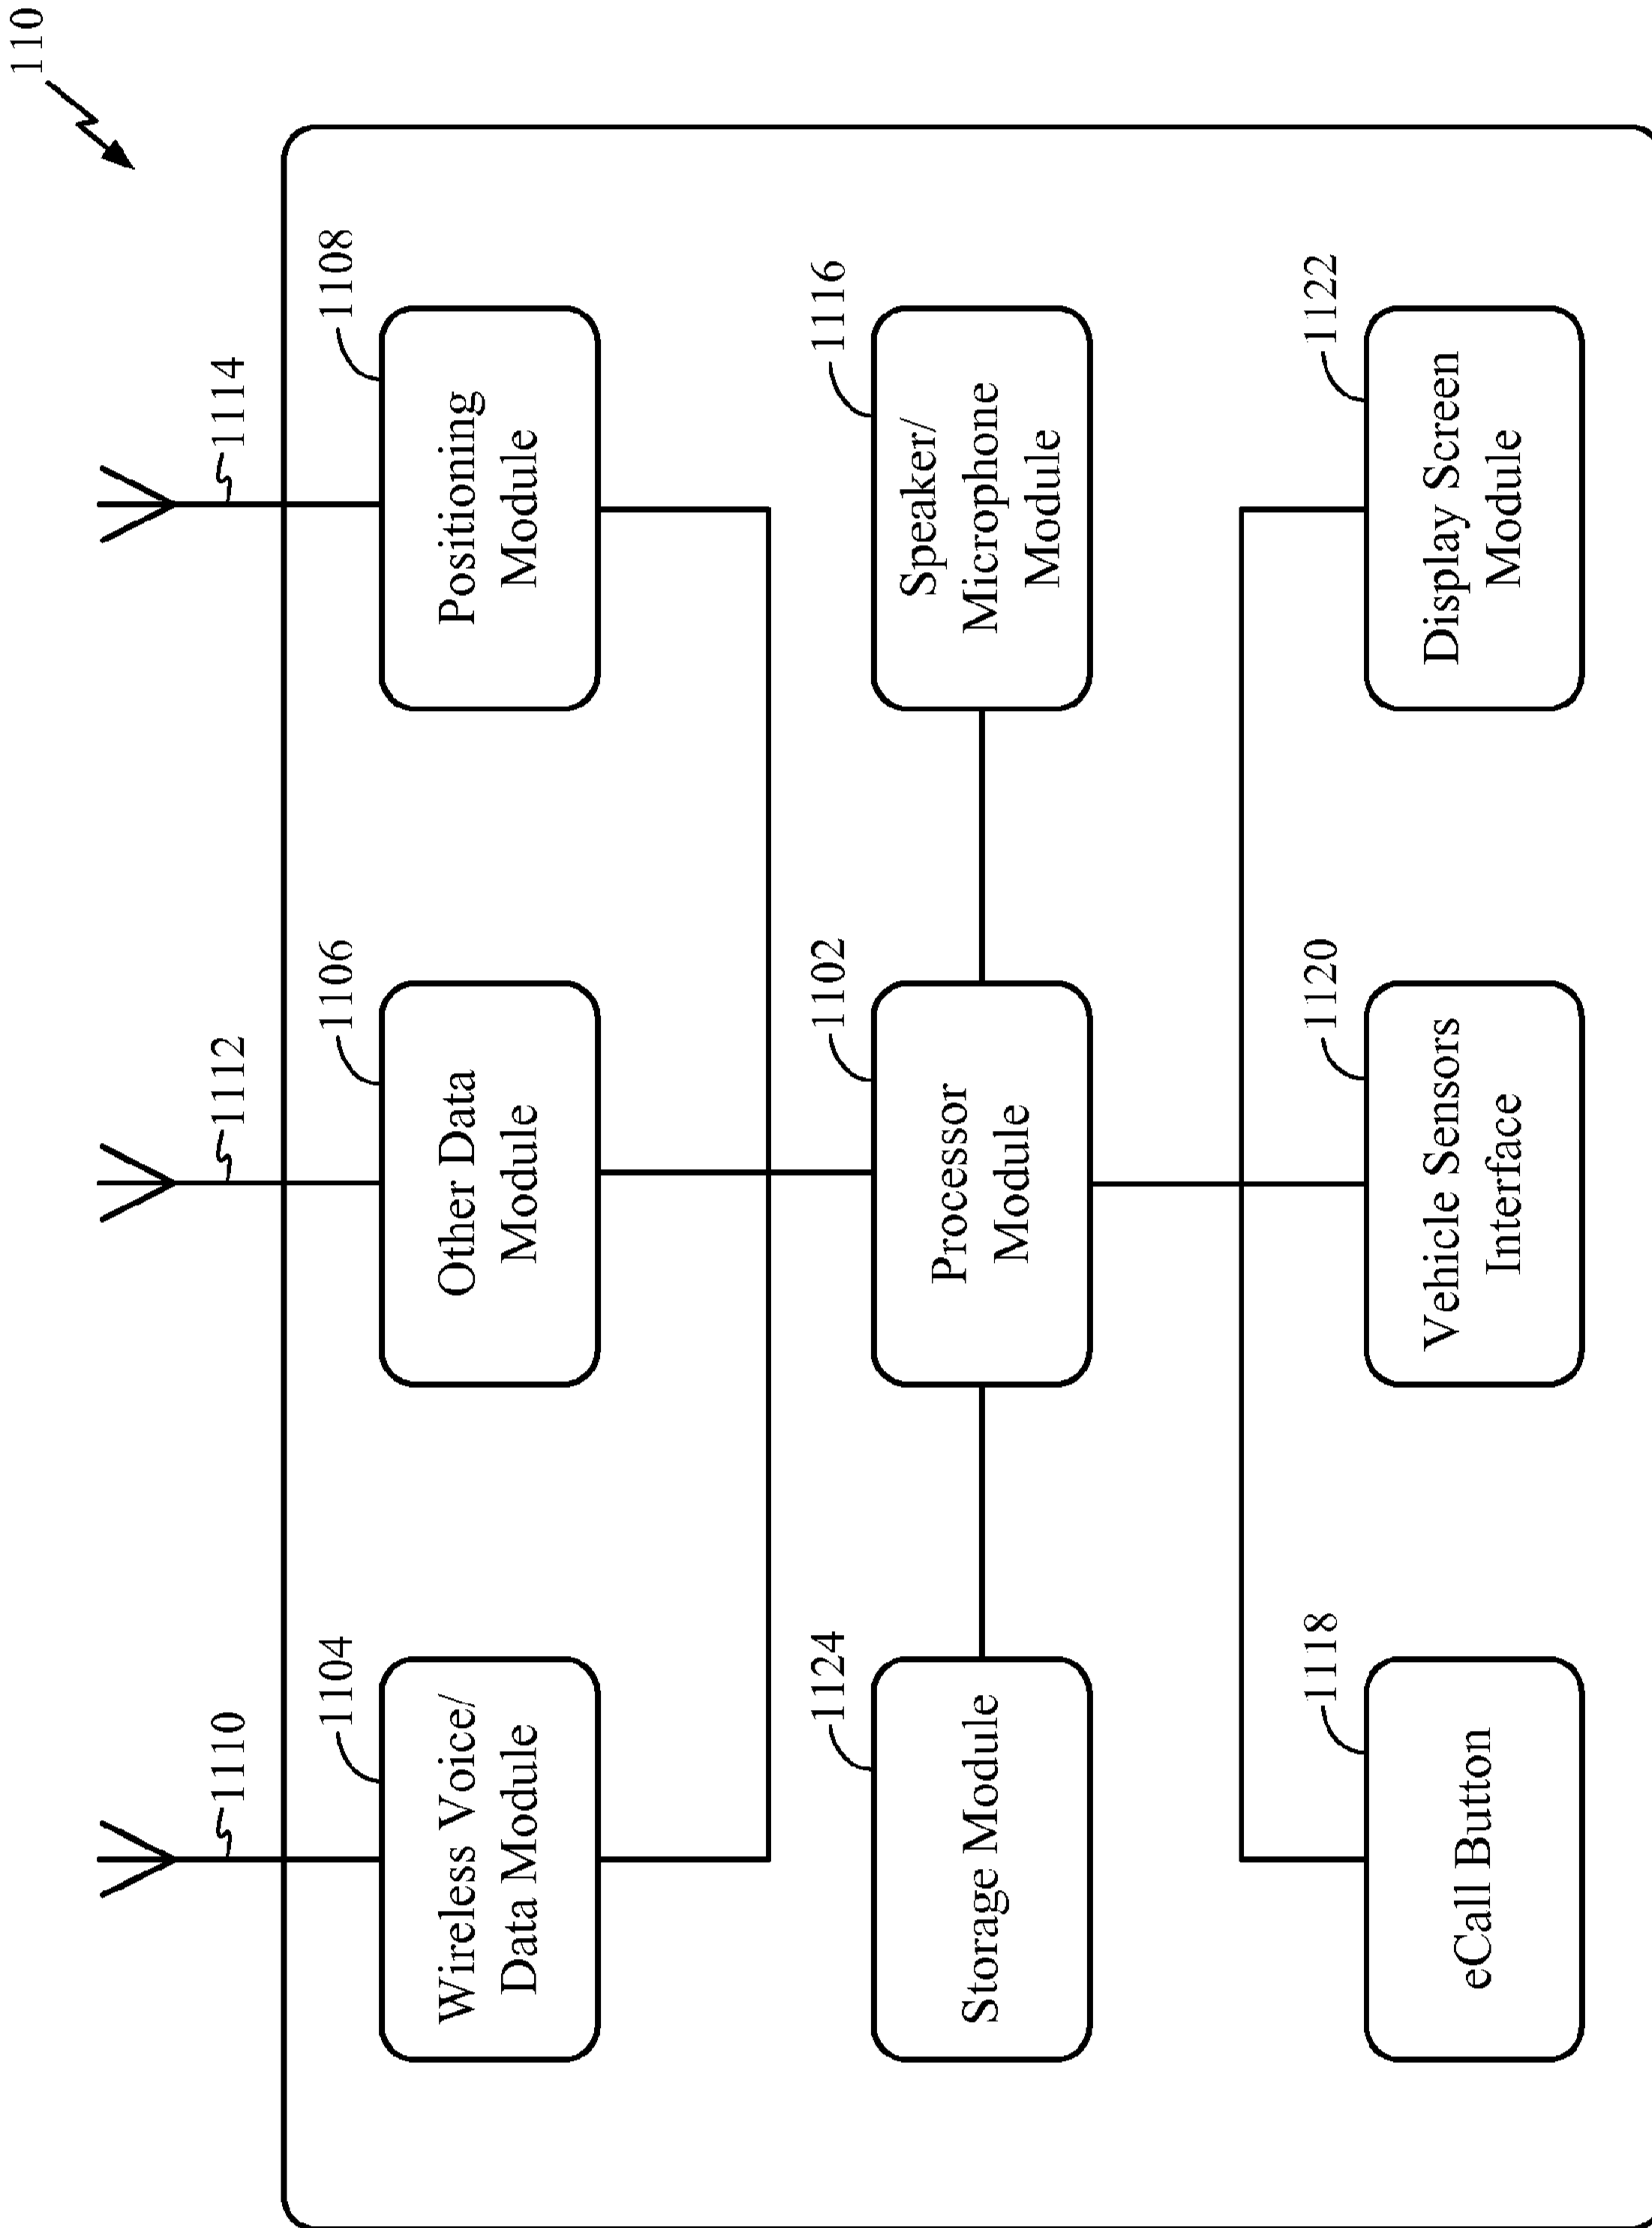 110
1110
1112
1114
1104
Wireless Voice/
Data Module
1106
Other Data
Module
1108
Positioning
Module
1124
Storage Module
1102
Processor
Module
1116
Speaker/
Microphone
Module
1118
eCall Button
1120
Vehicle Sensors
Interface
1122
Display Screen
Module